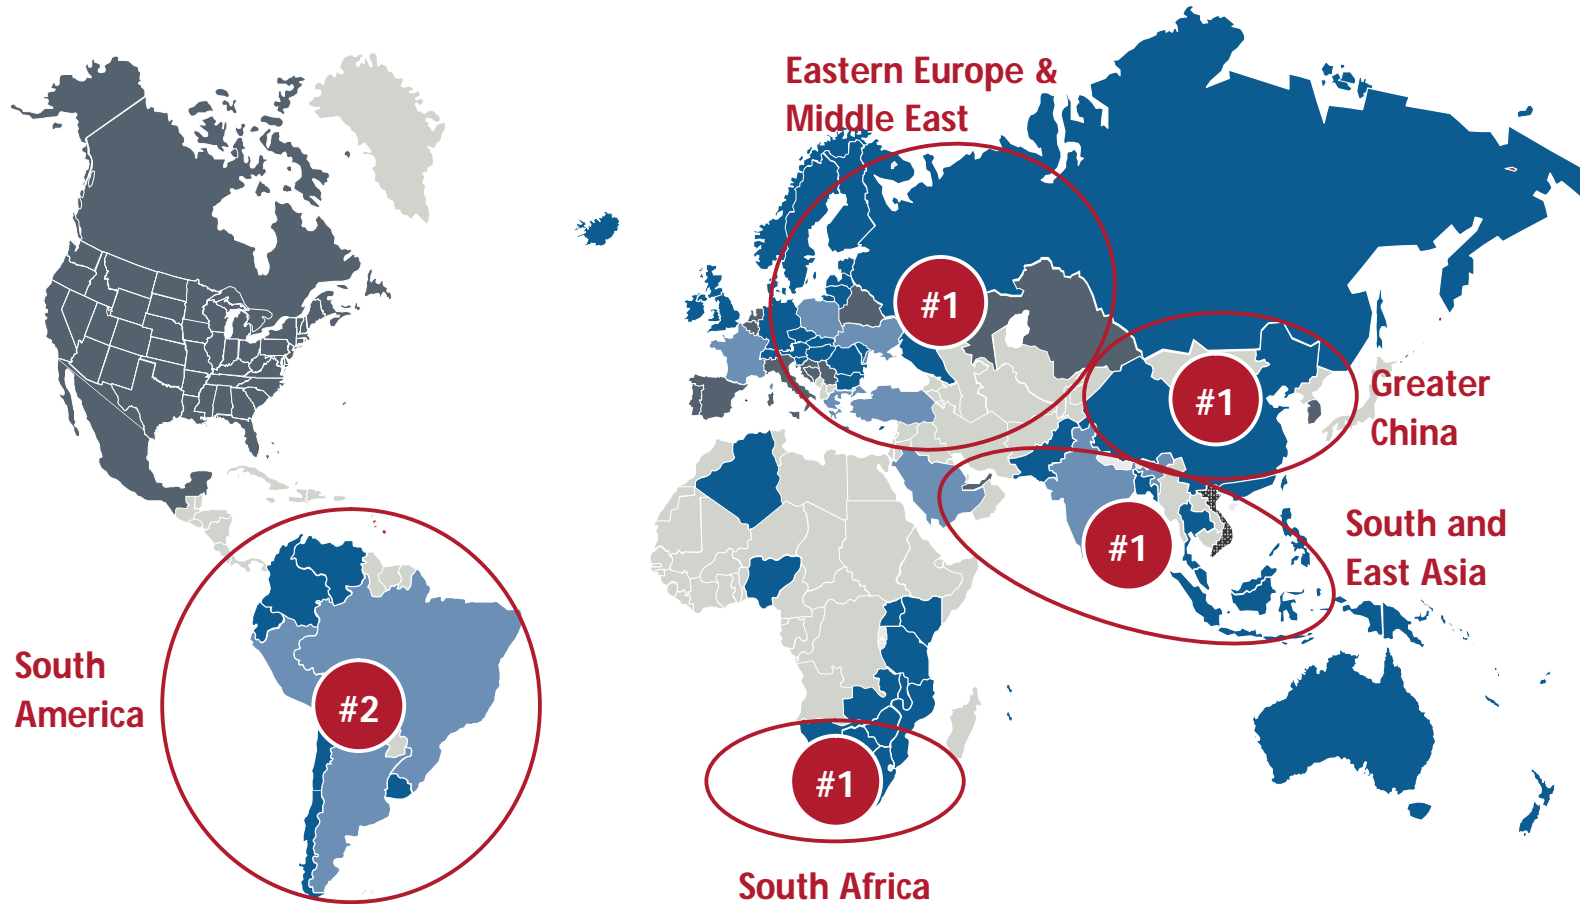 Eastern Europe &
Middle East
#1
#1
Greater
China
South and
East Asia
#1
South
America
#2
#1
South Africa